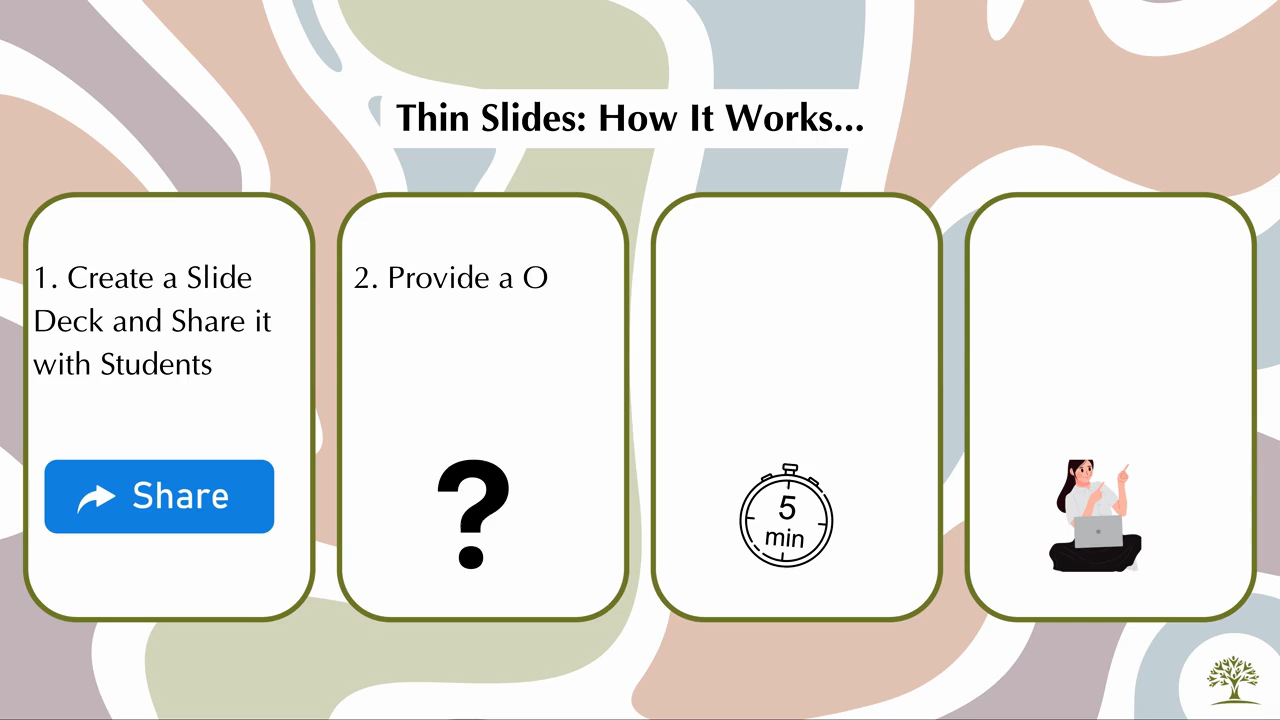 Thin Slides: How It Works...
1. Create a Slide
Deck and Share it
with Students
Share
2. Provide a O
?
5
min